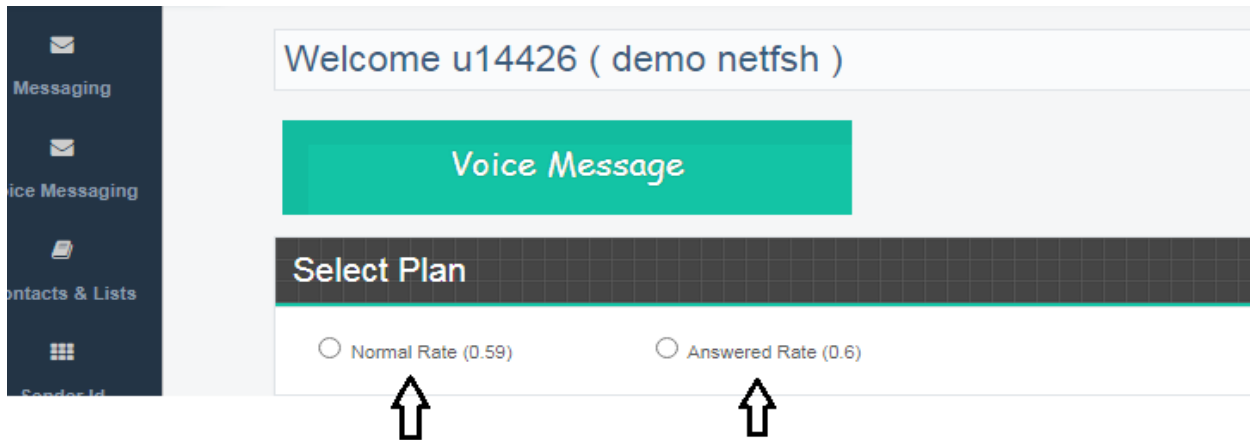 Welcome u14426 ( demo netfsh )
Messaging
Voice Message
ice Messaging
Select Plan
ontacts & Lists
Normal Rate (0.59) Answered Rate (0.6)
Sender Id